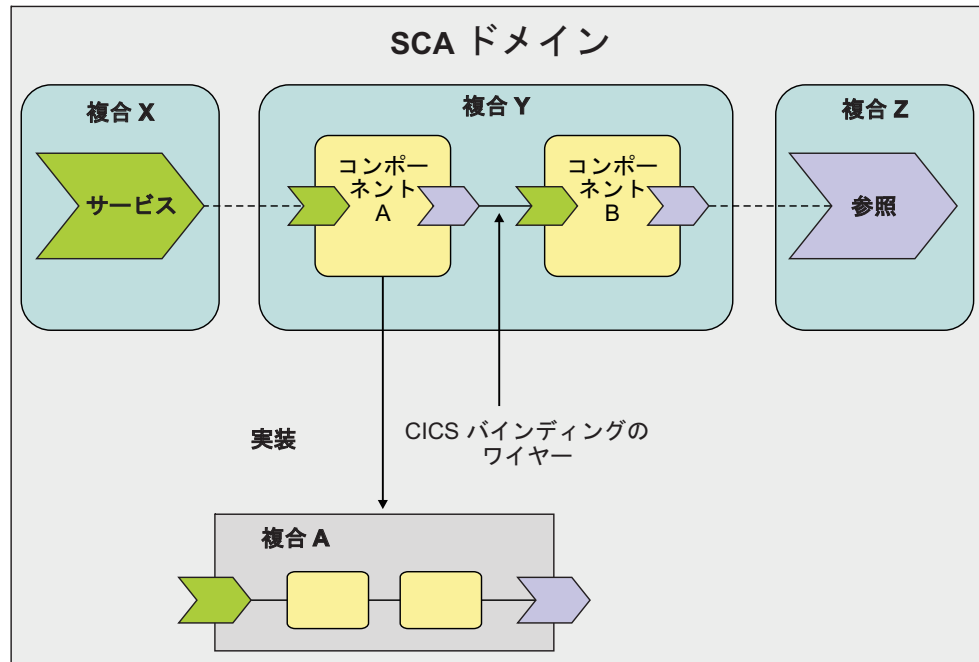 SCA ドメイン
複合 X
複合 Y
複合 Z
サービス
コンポー
ネント
A
コンポー
ネント
B
参照
実装
CICS バインディングの
ワイヤー
複合 A